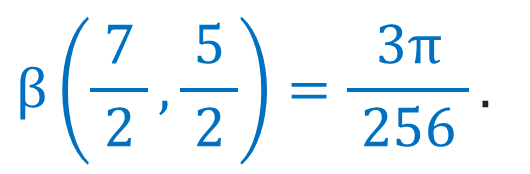 β(7/2, 5/2) = 3π/256.